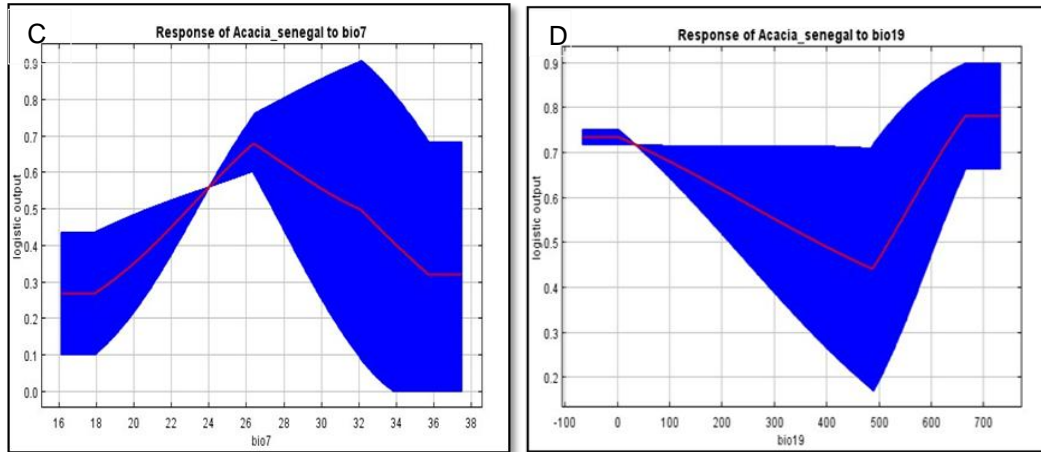 C
Response of Acacia_senegal to bio7
logistic output
0.9
0.8
0.7
0.6
0.5
0.4
0.3
0.2
0.1
0.0
16 18 20 22 24 26 28 30 32 34 36 38
bio7
D
Response of Acacia_senegal to bio19
logistic output
0.9
0.8
0.7
0.6
0.5
0.4
0.3
0.2
-100 0 100 200 300 400 500 600 700
bio19